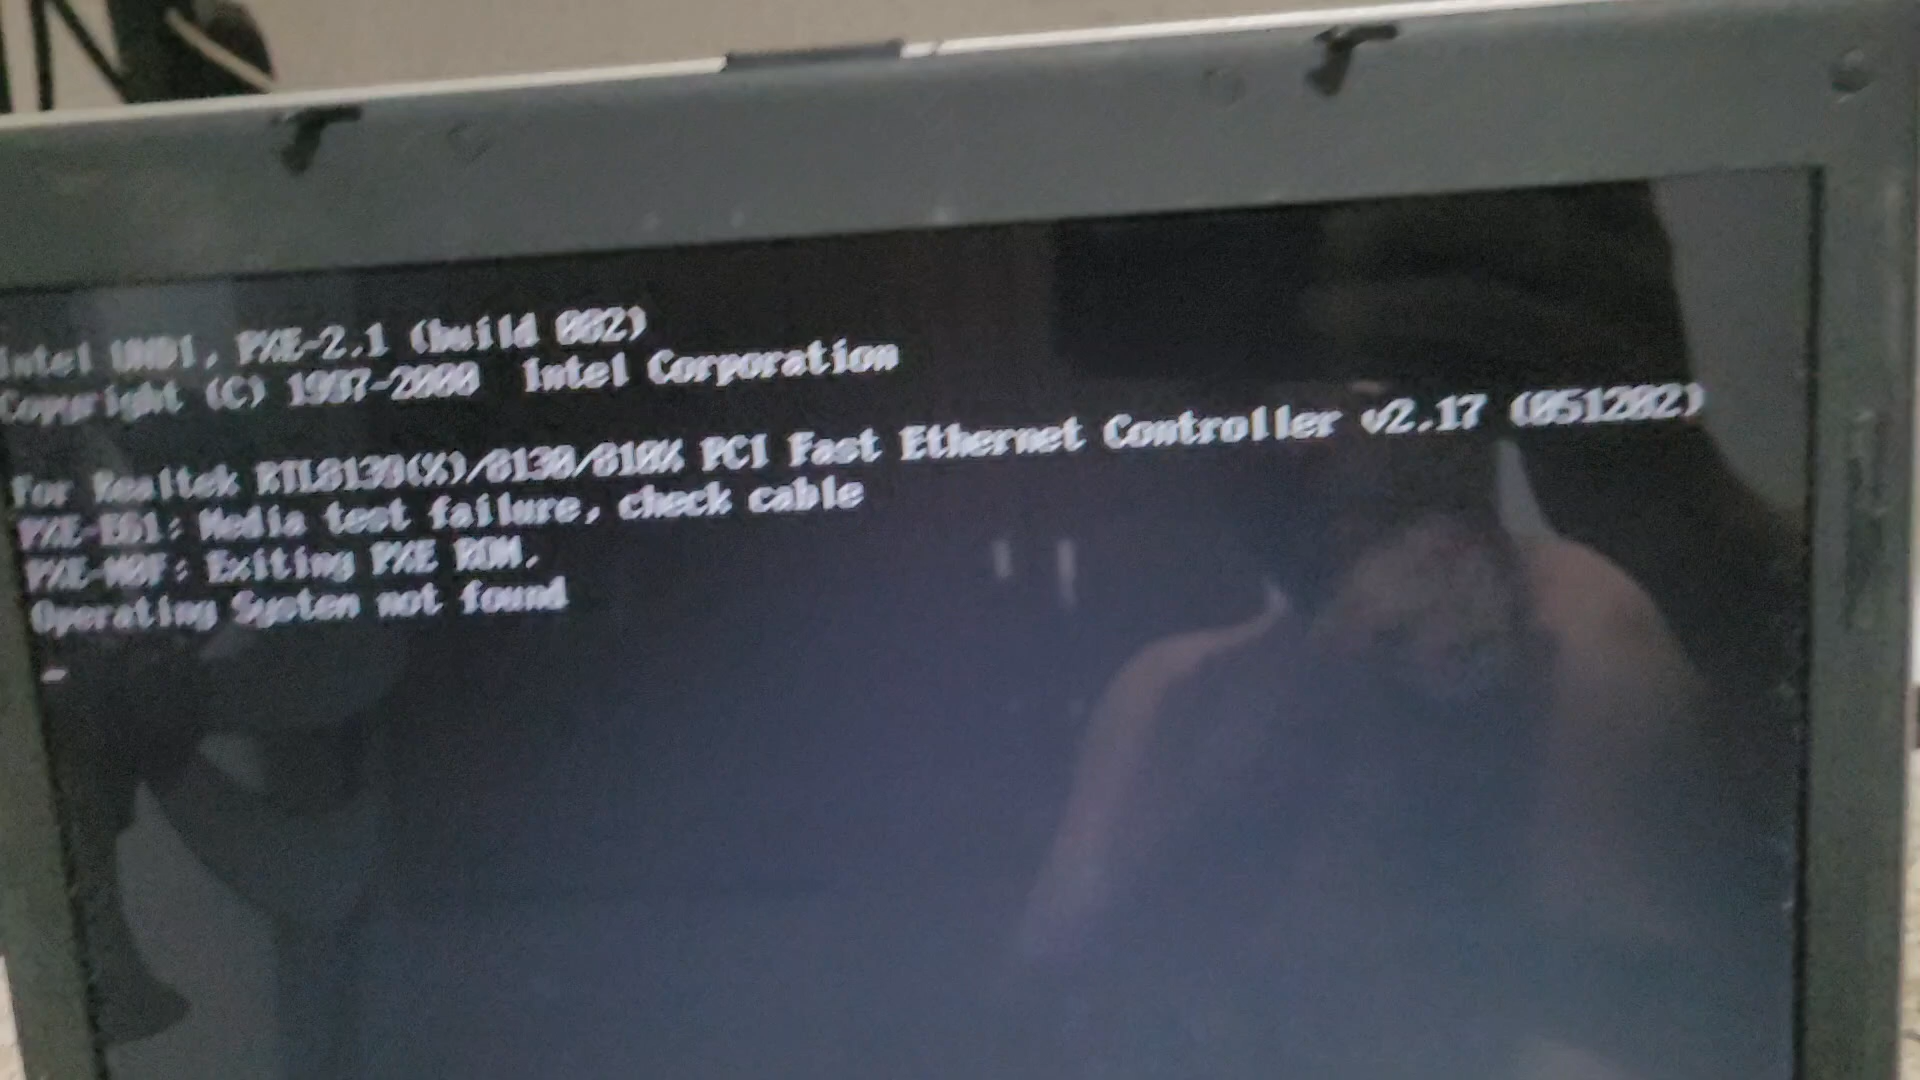 Intel UNDI, PXE-2.1 (build 082)
Copyright (C) 1997-2000 Intel Corporation
For Realtek RTL8139(X)/8130/810X PCI Fast Ethernet Controller v2.17 (051202)
PXE-E61: Media test failure, check cable
PXE-M0F: Exiting PXE ROM.
Operating System not found